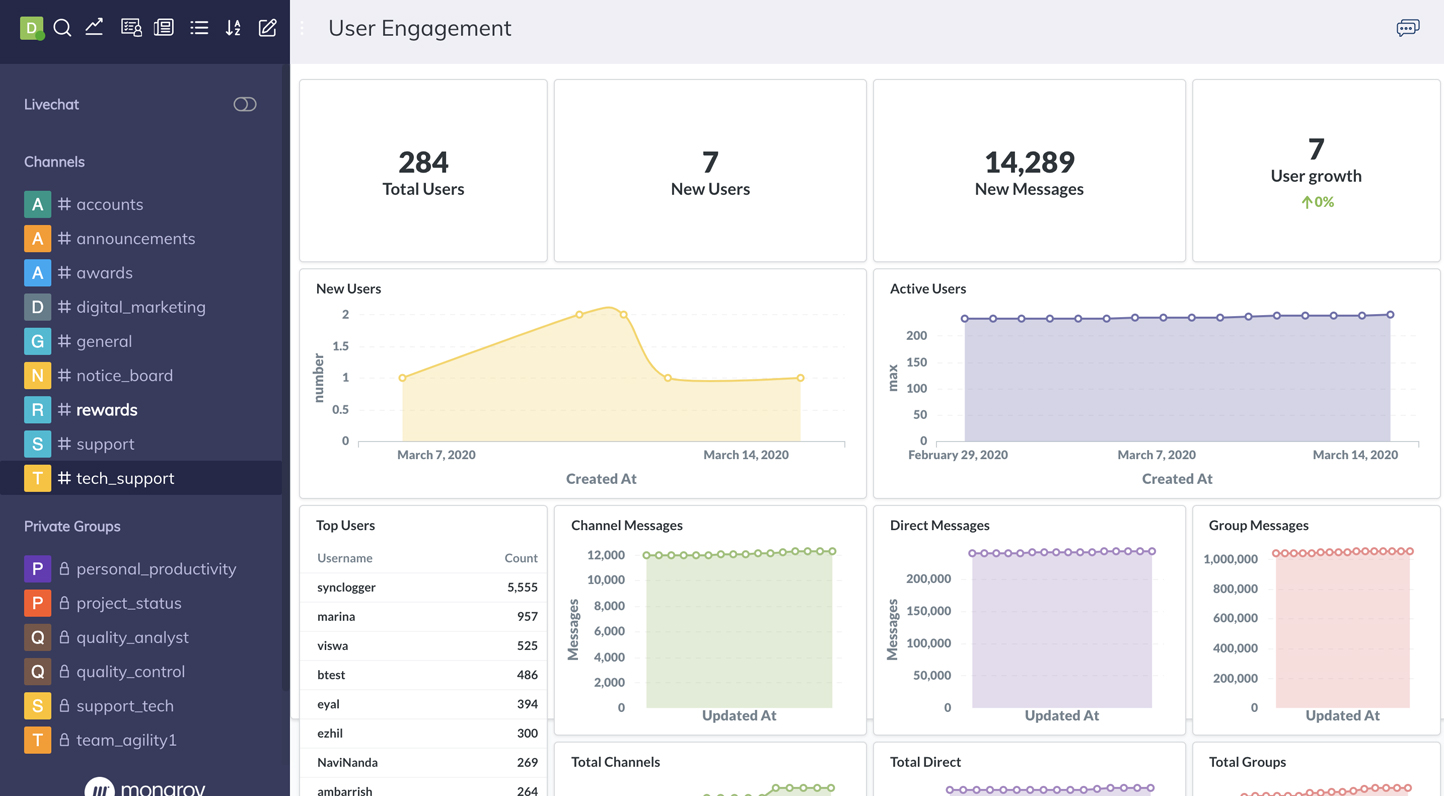 D
User Engagement
Livechat
Channels
A # accounts
A # announcements
A # awards
D # digital_marketing
G # general
N # notice_board
R # rewards
S # support
T # tech_support
Private Groups
P personal_productivity
P project_status
Q quality_analyst
Q quality_control
S support_tech
T team_agility1
284
Total Users
7
New Users
14,289
New Messages
7
User growth
↑0%
New Users
2
1.5
1
0.5
0
number
March 7, 2020
March 14, 2020
Created At
Active Users
200
150
100
50
0
max
February 29, 2020
March 7, 2020
March 14, 2020
Created At
Top Users
Username Count
synclogger 5,555
marina 957
viswa 525
btest 486
eyal 394
ezhil 300
NaviNanda 269
ambarrish 264
Channel Messages
12,000
10,000
8,000
6,000
4,000
2,000
0
Messages
Updated At
Direct Messages
200,000
150,000
100,000
50,000
0
Messages
Updated At
Group Messages
1,000,000
800,000
600,000
400,000
200,000
0
Updated At
Total Channels
Total Direct
Total Groups